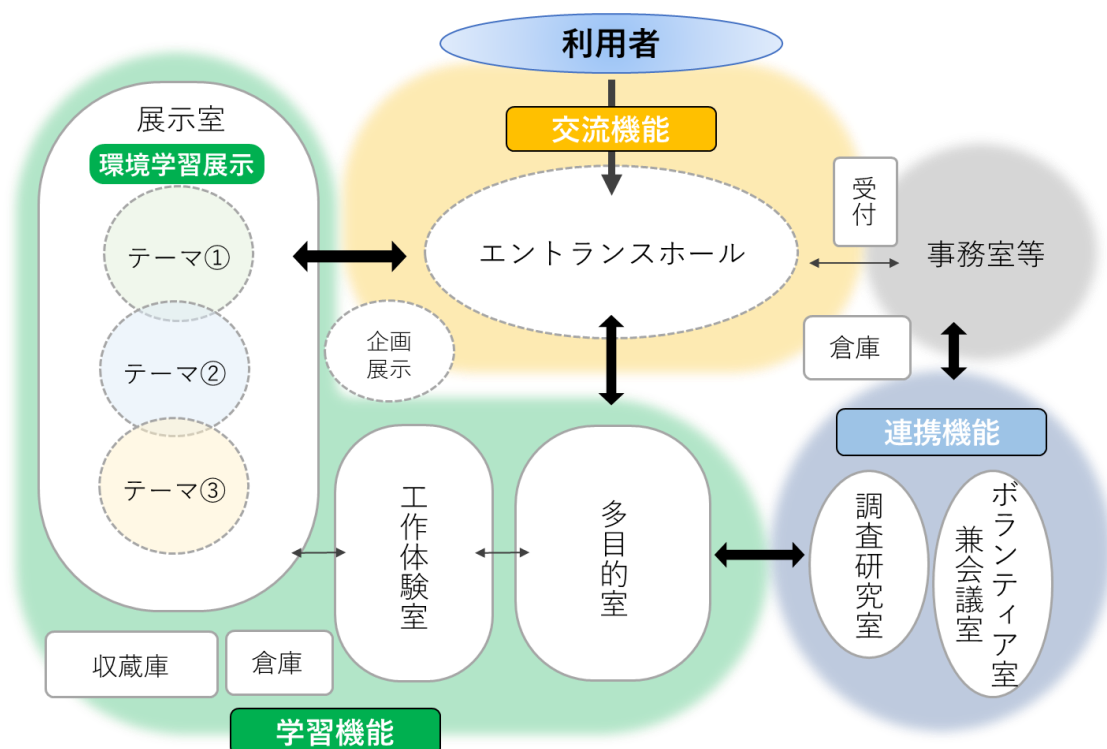 利用者
交流機能
展示室
環境学習展示
テーマ①
テーマ②
テーマ③
エントランスホール
受付
事務室等
企画
展示
倉庫
連携機能
工作体験室
多目的室
調査研究室
ボランティア室
兼会議室
収蔵庫
倉庫
学習機能